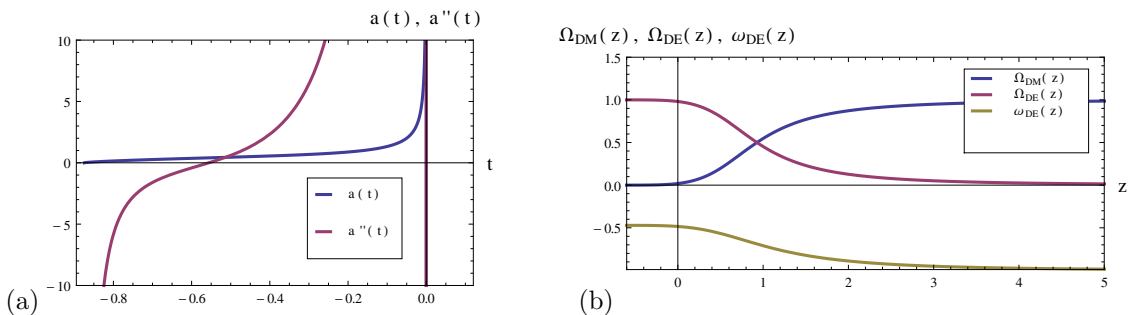 a(t), a''(t)
10
5
0
−5
−10
t
a(t)
a''(t)
−0.8 −0.6 −0.4 −0.2 0.0
(a)
Ω_DM(z), Ω_DE(z), ω_DE(z)
1.5
1.0
0.5
0.0
−0.5
z
Ω_DM(z)
Ω_DE(z)
ω_DE(z)
0 1 2 3 4 5
(b)